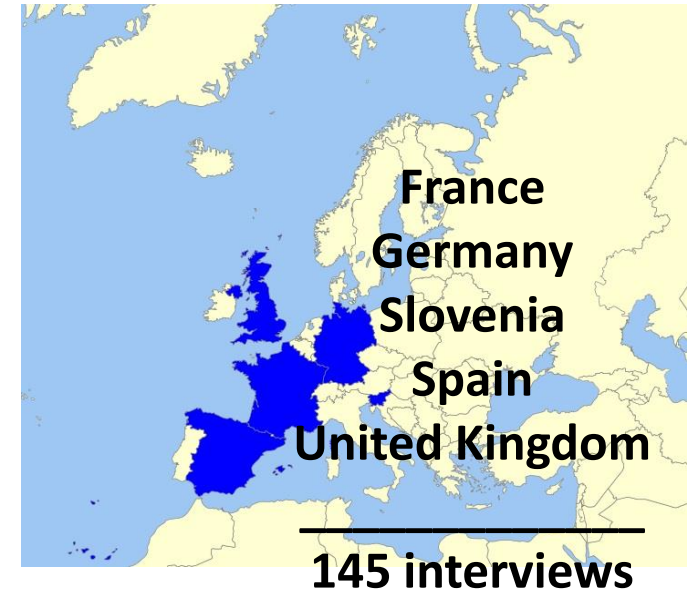 France
Germany
Slovenia
Spain
United Kingdom
145 interviews